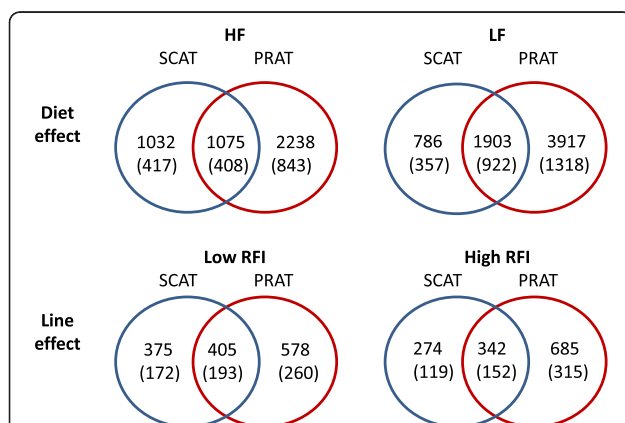 HF LF
SCAT PRAT SCAT PRAT
Diet effect
1032 1075 2238 786 1903 3917
(417) (408) (843) (357) (922) (1318)
Low RFI High RFI
SCAT PRAT SCAT PRAT
Line effect
375 405 578 274 342 685
(172) (193) (260) (119) (152) (315)